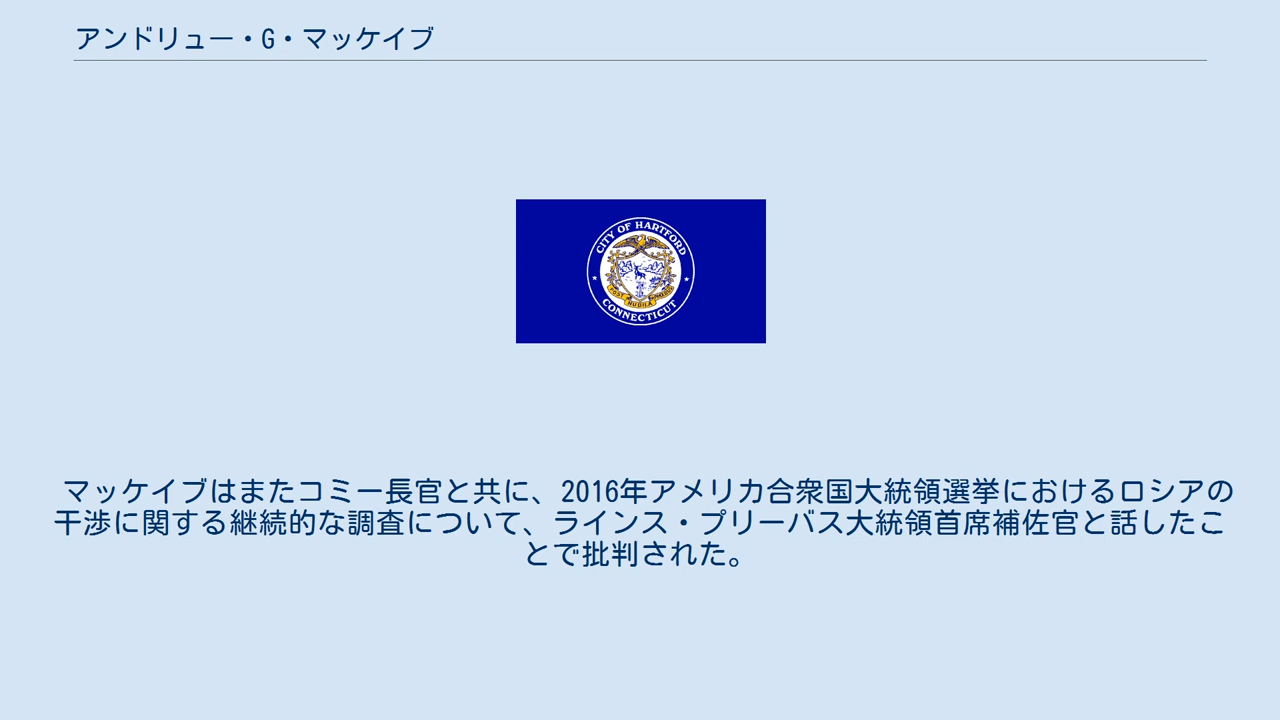 アンドリュー・G・マッケイブ
CITY OF HARTFORD
POST NUBILA PHOEBUS
CONNECTICUT
マッケイブはまたコミー長官と共に、2016年アメリカ合衆国大統領選挙におけるロシアの
干渉に関する継続的な調査について、ラインス・プリーバス大統領首席補佐官と話したこ
とで批判された。